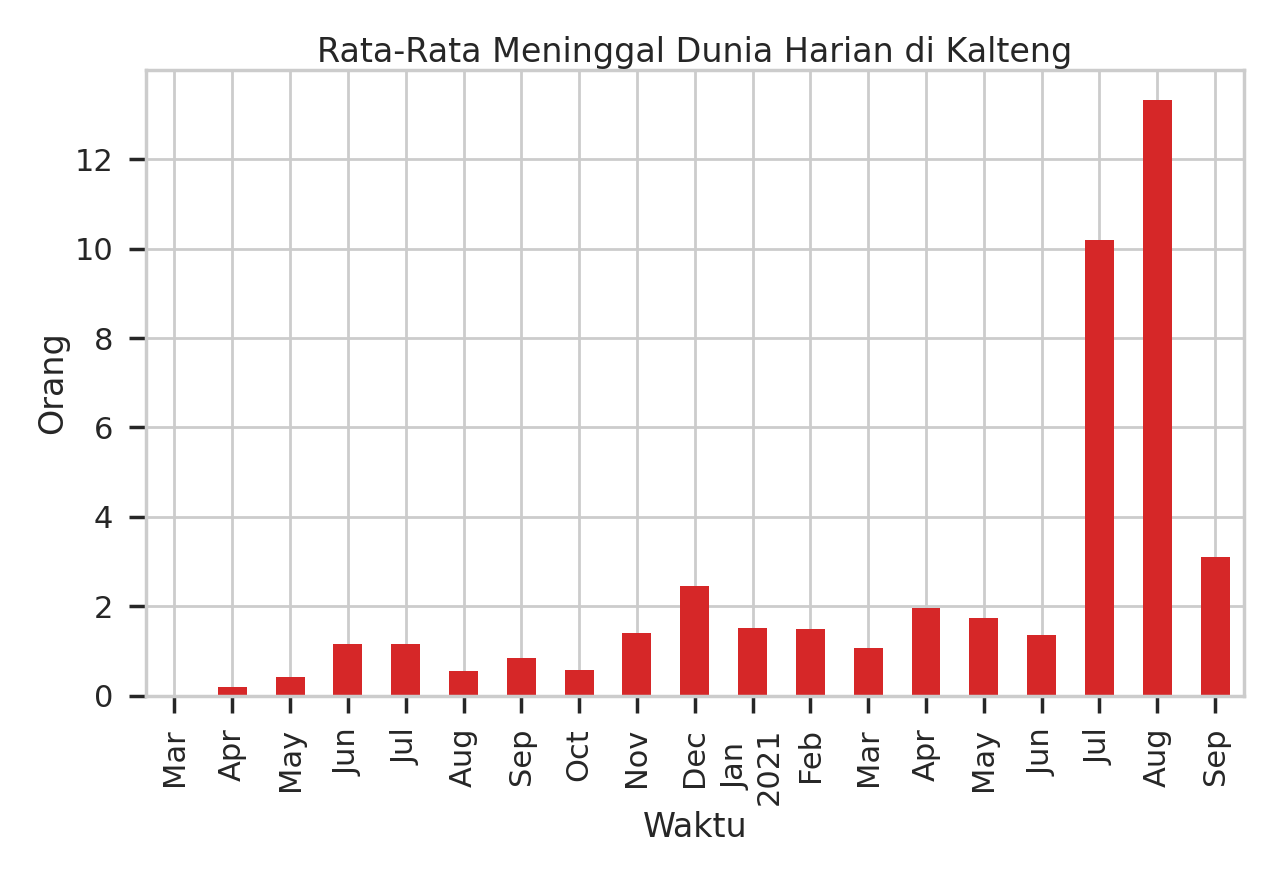 Rata-Rata Meninggal Dunia Harian di Kalteng
Orang
12
10
8
6
4
2
0
Mar
Apr
May
Jun
Jul
Aug
Sep
Oct
Nov
Dec
Jan
2021
Feb
Mar
Apr
May
Jun
Jul
Aug
Sep
Waktu